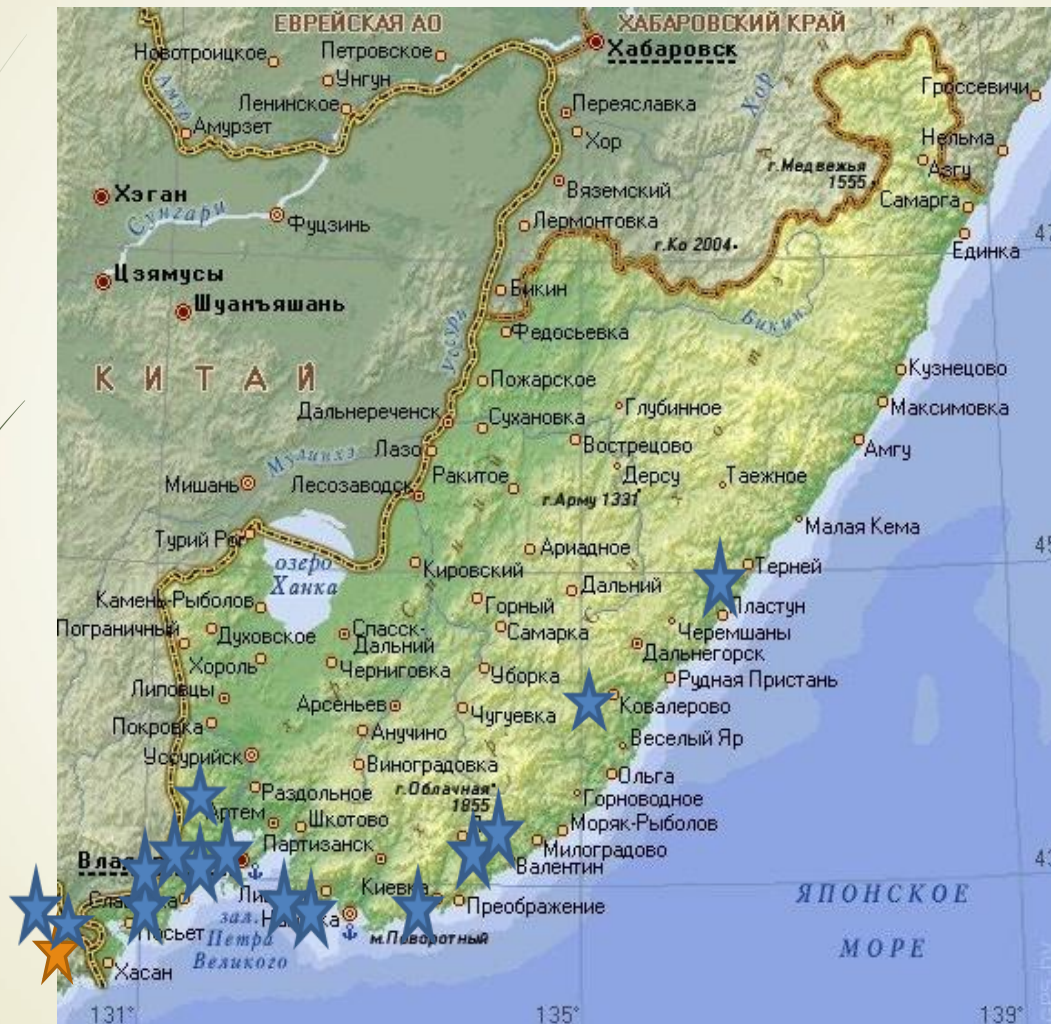 ЕВРЕЙСКАЯ АО
ХАБАРОВСКИЙ КРАЙ
Новотроицкое
Петровское
Хабаровск
Унгун
Ленинское
Амур
Амурзет
Переяславка
Хор
Хор
Гроссевичи
Нельма
г.Медвежья
1555
Азгу
Самарга
Хэган
Сунгари
Фуцзинь
Вяземский
Лермонтовка
г.Ко 2004
Единка
47
Цзямусы
Шуанъяшань
Бикин
Бикин
Уссури
Федосьевка
КИТАЙ
Пожарское
Кузнецово
Дальнереченск
Сухановка
Глубинное
Максимовка
Лазо
Вострецово
Амгу
Мулинхэ
Мишань
Лесозаводск
Ракитое
Дерсу
Таежное
г.Арму 1331
Турий Рог
Малая Кема
озеро
Ханка
Кировский
Ариадное
45
Терней
Камень-Рыболов
Горный
Дальний
Пластун
Пограничный
Духовское
Спасск-
Дальний
Самарка
Черемшаны
Хороль
Черниговка
Уборка
Дальнегорск
Липовцы
Рудная Пристань
Арсеньев
Чугуевка
Ковалерово
Покровка
Анучино
Веселый Яр
Уссурийск
Виноградовка
Ольга
Раздольное
г.Облачная
1855
Горноводное
Артем
Шкотово
Моряк-Рыболов
Партизанск
Милоградово
Валентин
43
Киевка
Преображение
ЯПОНСКОЕ
МОРЕ
зал.
Петра
Великого
м.Поворотный
Посьет
Хасан
131°
135°
139°